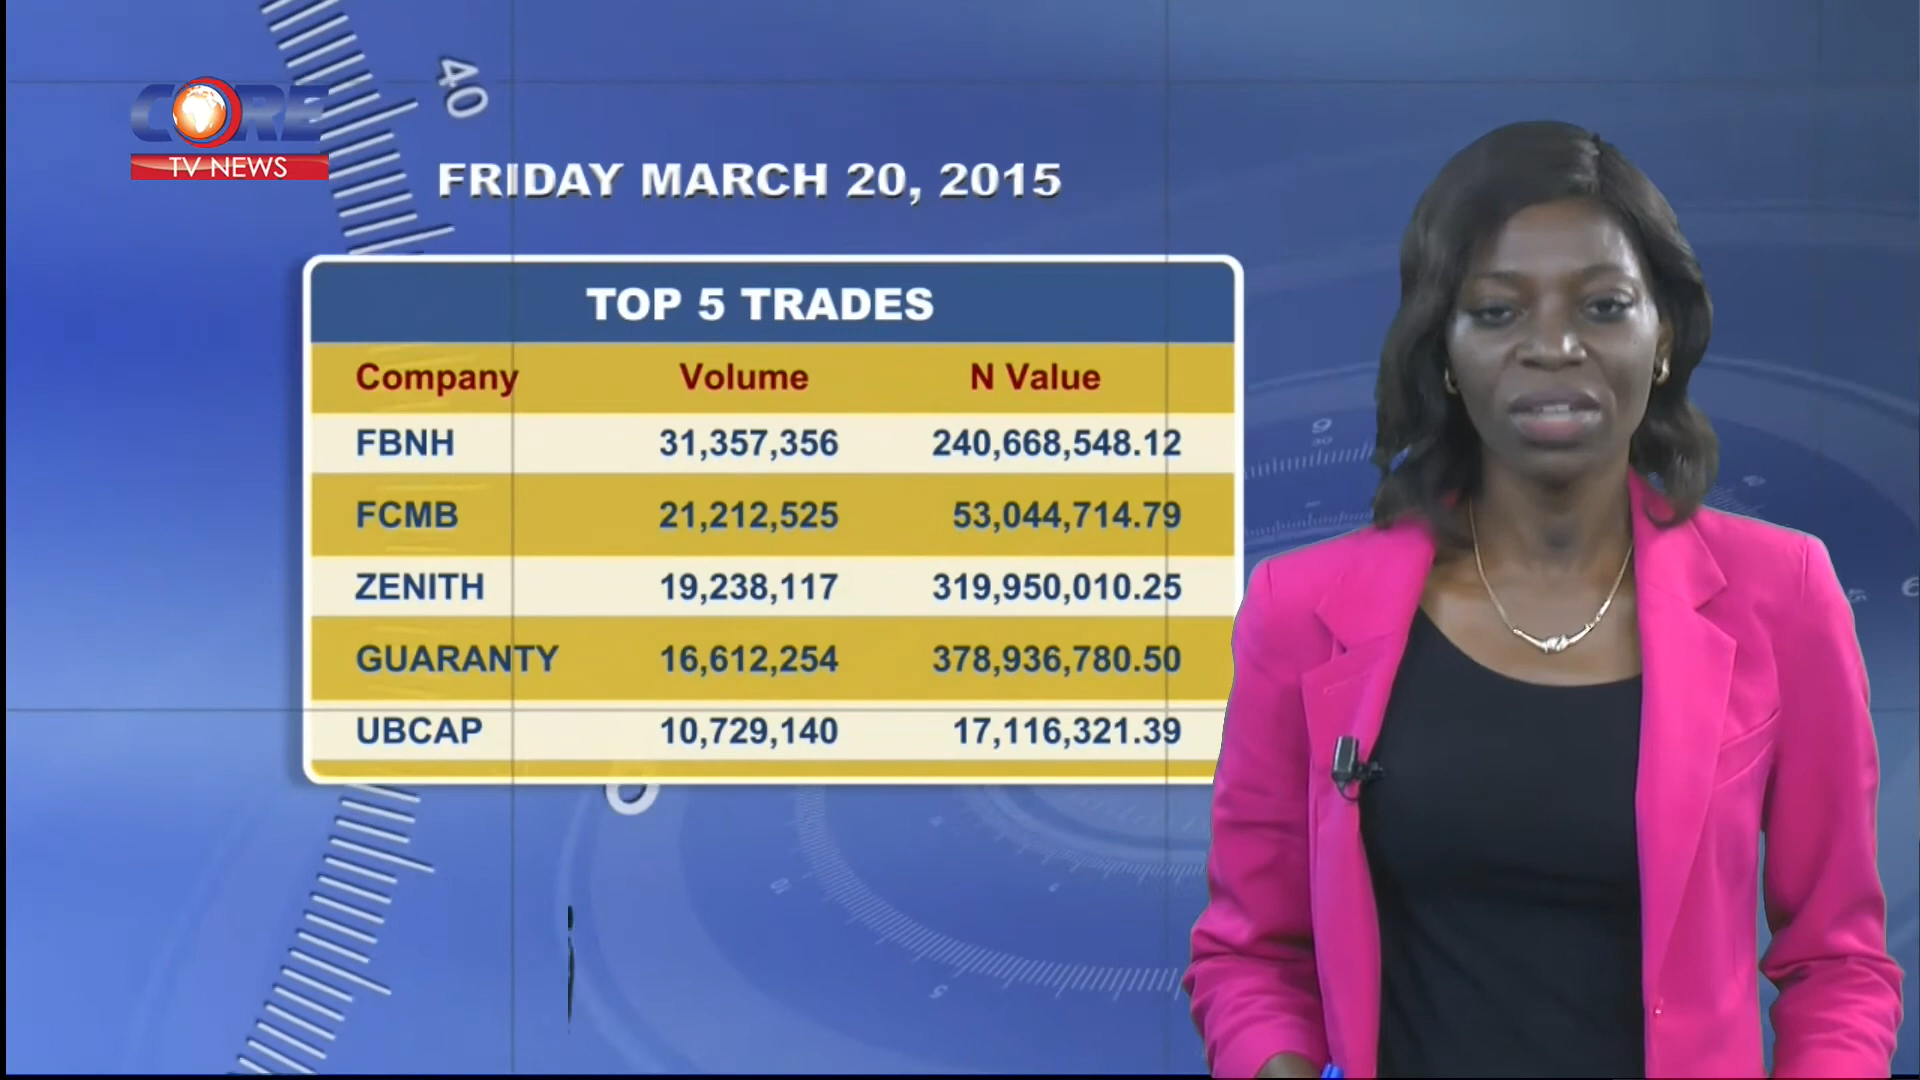 CORE
TV NEWS
40
FRIDAY MARCH 20, 2015
TOP 5 TRADES
Company Volume N Value
FBNH 31,357,356 240,668,548.12
FCMB 21,212,525 53,044,714.79
ZENITH 19,238,117 319,950,010.25
GUARANTY 16,612,254 378,936,780.50
UBCAP 10,729,140 17,116,321.39